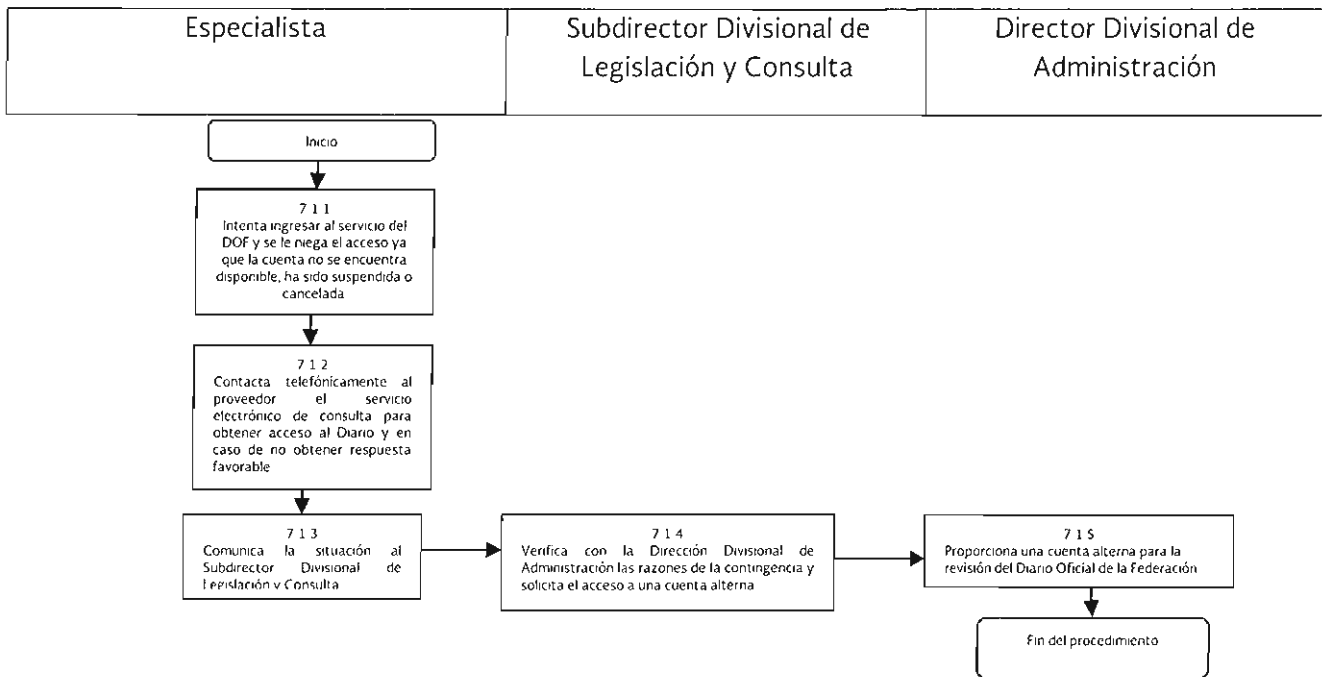 Especialista
Subdirector Divisional de
Legislación y Consulta
Director Divisional de
Administración
Inicio
7 1 1
Intenta ingresar al servicio del
DOF y se le niega el acceso ya
que la cuenta no se encuentra
disponible, ha sido suspendida o
cancelada
7 1 2
Contacta telefónicamente al
proveedor el servicio
electrónico de consulta para
obtener acceso al Diario y en
caso de no obtener respuesta
favorable
7 1 3
Comunica la situación al
Subdirector Divisional de
Legislación y Consulta
7 1 4
Verifica con la Dirección Divisional de
Administración las razones de la contingencia y
solicita el acceso a una cuenta alterna
7 1 5
Proporciona una cuenta alterna para la
revisión del Diario Oficial de la Federación
Fin del procedimiento